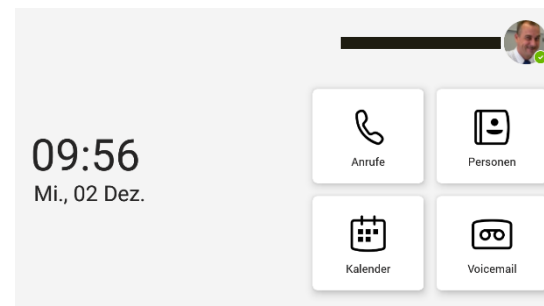 09:56
Mi., 02 Dez.
Anrufe
Personen
Kalender
Voicemail